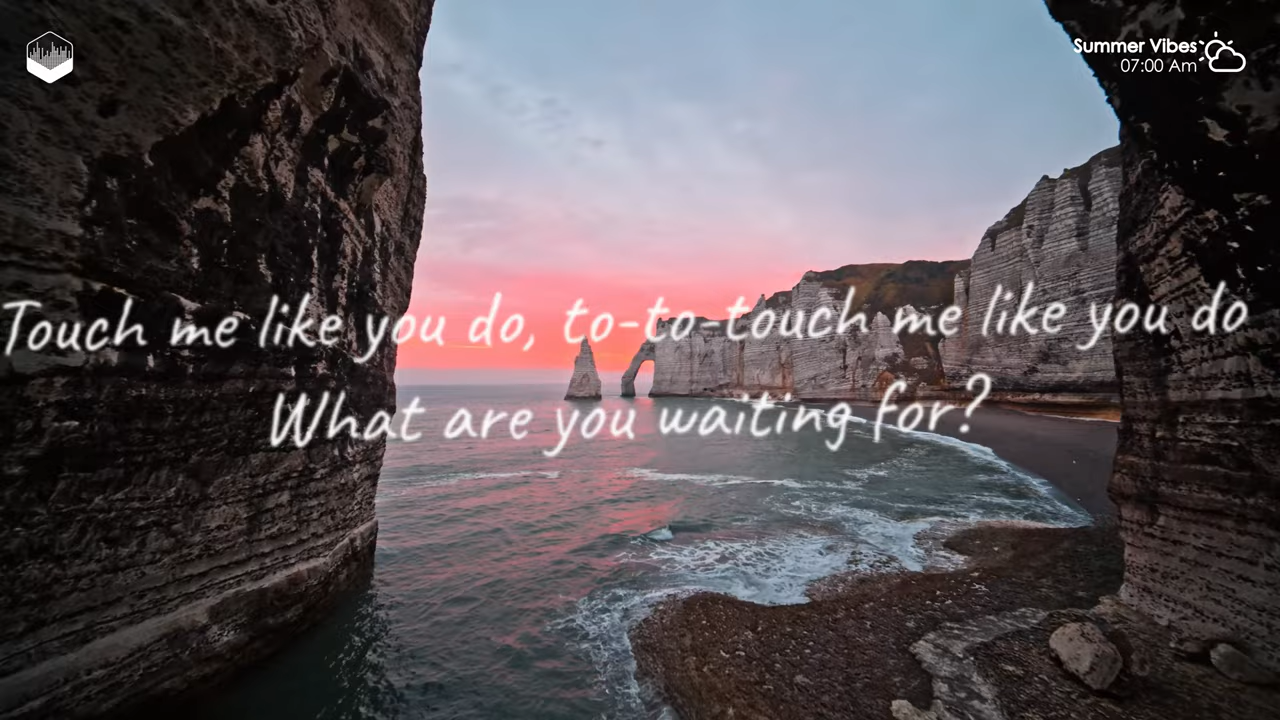 Summer Vibes
07:00 Am
Touch me like you do, to-to-touch me like you do
What are you waiting for?